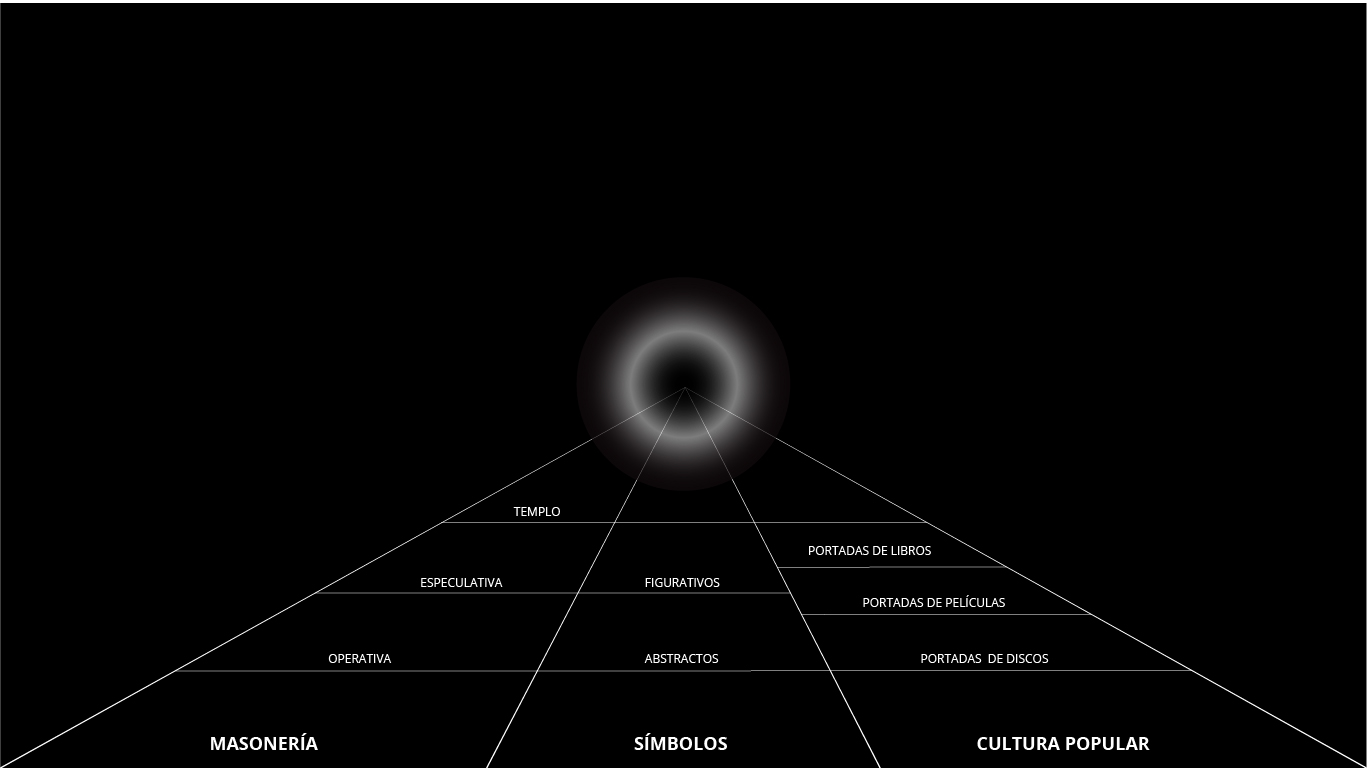 TEMPLO
PORTADAS DE LIBROS
ESPECULATIVA
FIGURATIVOS
PORTADAS DE PELÍCULAS
OPERATIVA
ABSTRACTOS
PORTADAS  DE DISCOS
MASONERÍA
SÍMBOLOS
CULTURA POPULAR